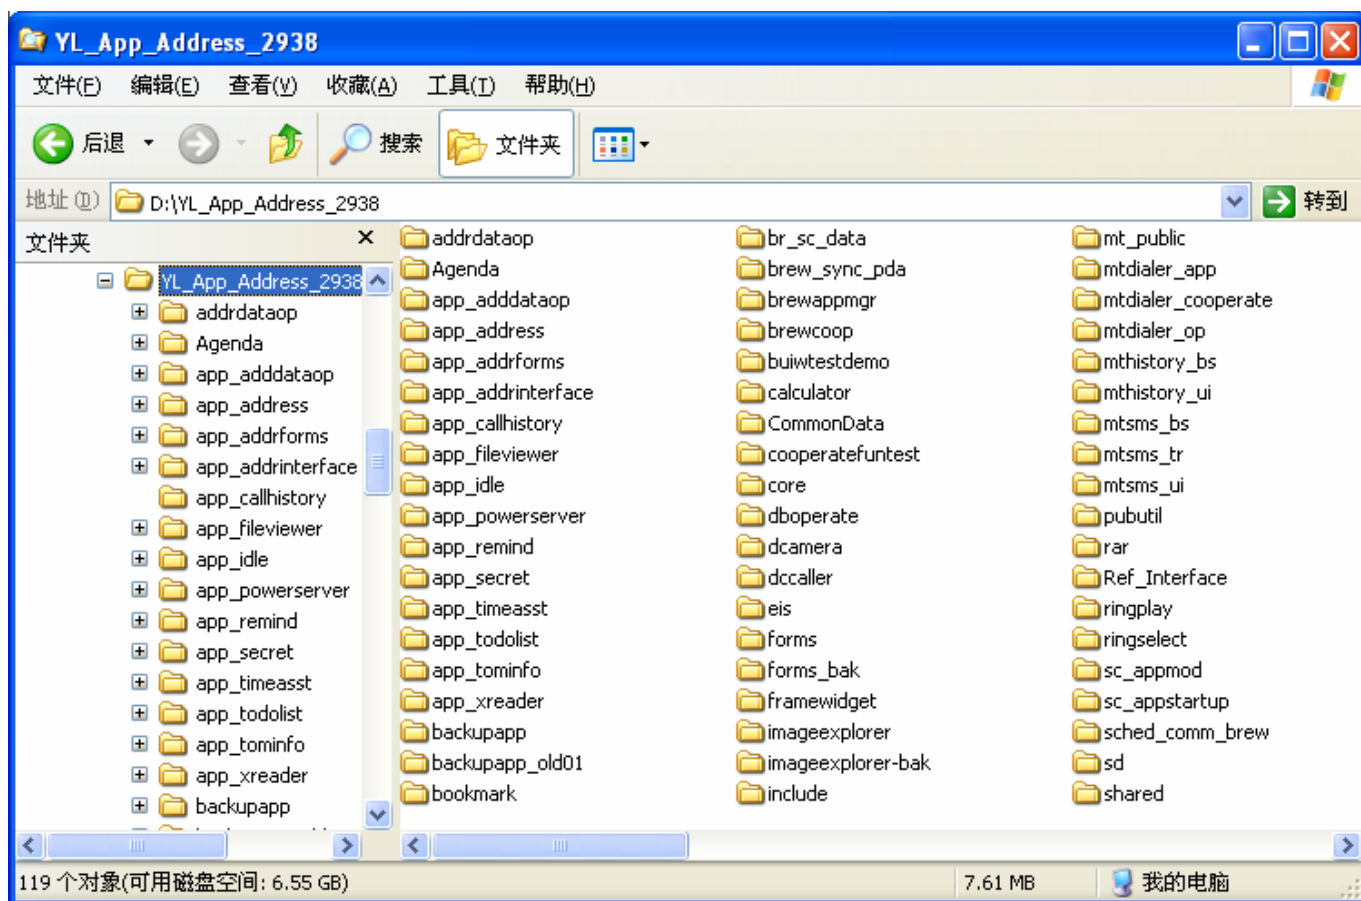 YL_App_Address_2938
文件(F) 编辑(E) 查看(V) 收藏(A) 工具(T) 帮助(H)
后退 搜索 文件夹
地址(D) D:\YL_App_Address_2938 转到
文件夹
YL_App_Address_2938
addrdataop
Agenda
app_adddataop
app_address
app_addrforms
app_addrinterface
app_callhistory
app_fileviewer
app_idle
app_powerserver
app_remind
app_secret
app_timeasst
app_todolist
app_tominfo
app_xreader
backupapp
addrdataop
Agenda
app_adddataop
app_address
app_addrforms
app_addrinterface
app_callhistory
app_fileviewer
app_idle
app_powerserver
app_remind
app_secret
app_timeasst
app_todolist
app_tominfo
app_xreader
backupapp
backupapp_old01
bookmark
br_sc_data
brew_sync_pda
brewappmgr
brewcoop
buiwtestdemo
calculator
CommonData
cooperatefuntest
core
dboperate
dcamera
dccaller
eis
forms
forms_bak
framewidget
imageexplorer
imageexplorer-bak
include
mt_public
mtdialer_app
mtdialer_cooperate
mtdialer_op
mthistory_bs
mthistory_ui
mtsms_bs
mtsms_tr
mtsms_ui
pubutil
rar
Ref_Interface
ringplay
ringselect
sc_appmod
sc_appstartup
sched_comm_brew
sd
shared
119 个对象(可用磁盘空间: 6.55 GB) 7.61 MB 我的电脑